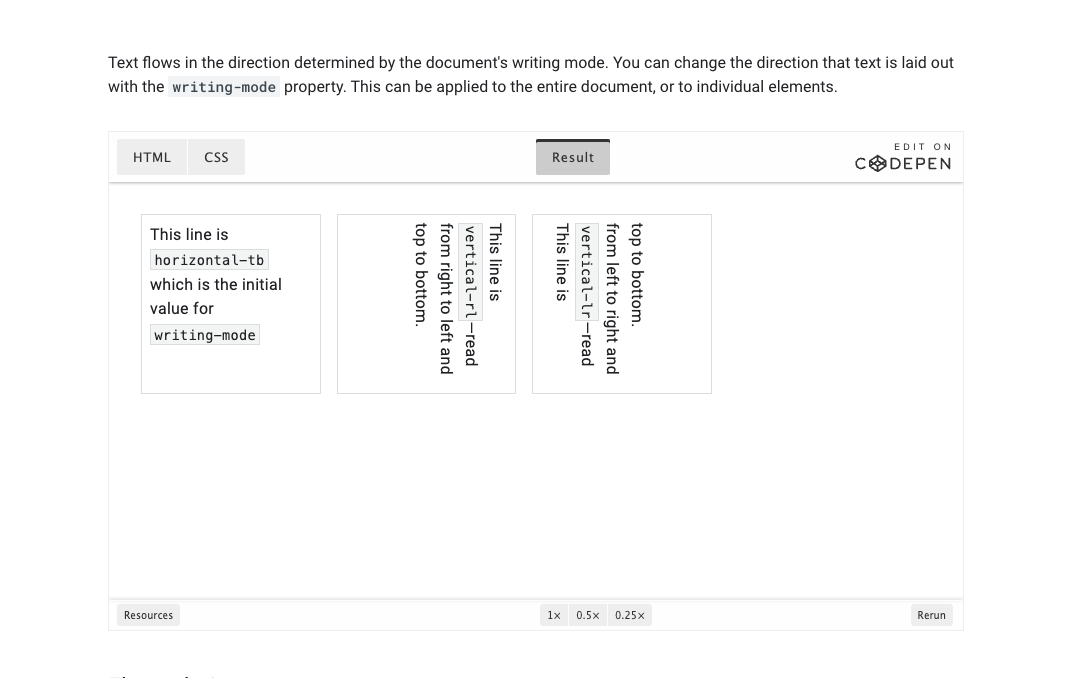 Text flows in the direction determined by the document's writing mode. You can change the direction that text is laid out
with the writing-mode property. This can be applied to the entire document, or to individual elements.
HTML
CSS
Result
EDIT ON
CODEPEN
This line is
horizontal-tb
which is the initial
value for
writing-mode
This line is
vertical-rl—read
from right to left and
top to bottom.
This line is
vertical-lr—read
from left to right and
top to bottom.
Resources
1×
0.5×
0.25×
Rerun